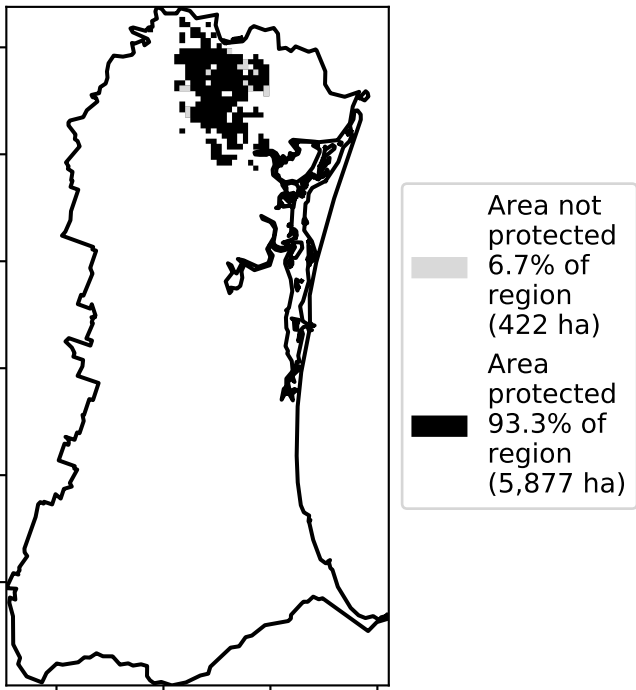 Area not
protected
6.7% of
region
(422 ha)
Area
protected
93.3% of
region
(5,877 ha)